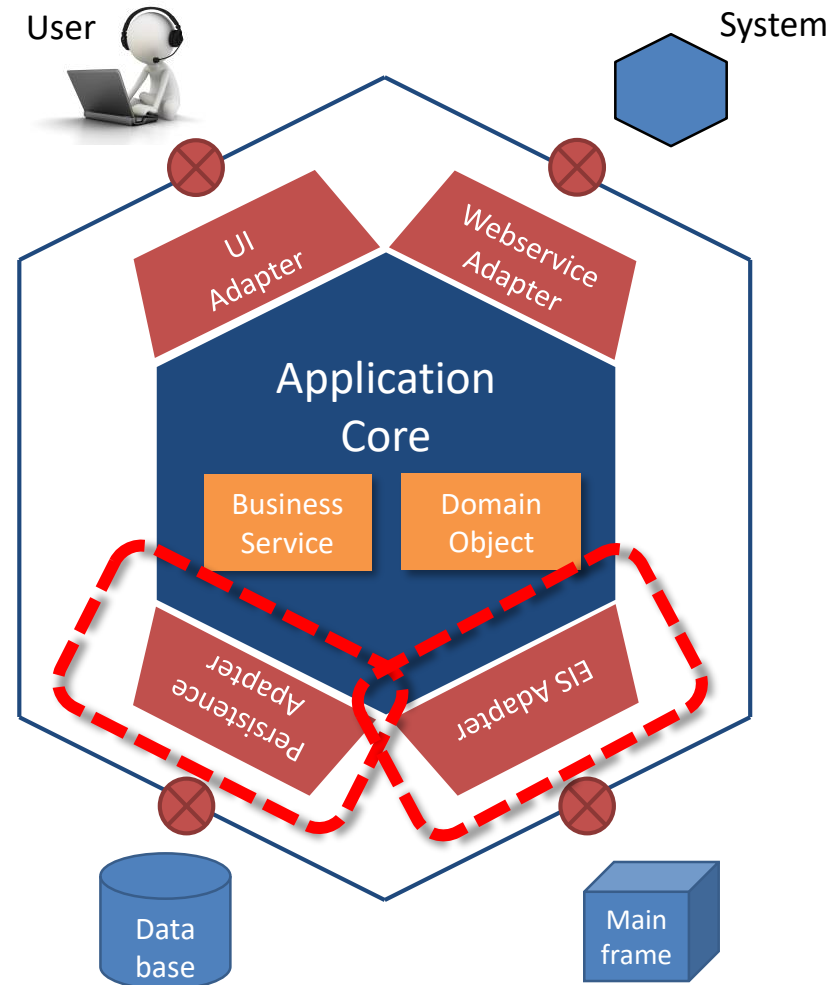 User
System
UI
Adapter
Webservice
Adapter
Application
Core
Business
Service
Domain
Object
Persistence
Apapter
EIS Adapter
Data
base
Main
frame